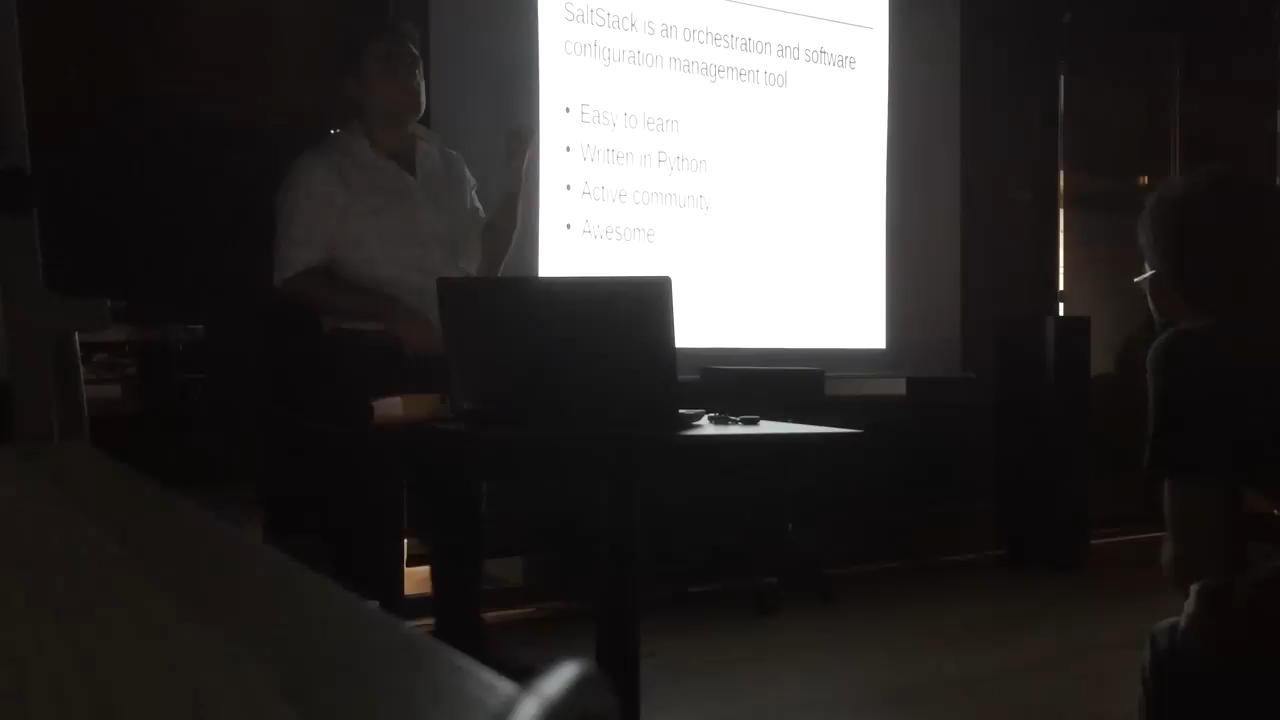 SaltStack is an orchestration and software
configuration management tool
• Easy to learn
• Written in Python
• Active community
• Awesome